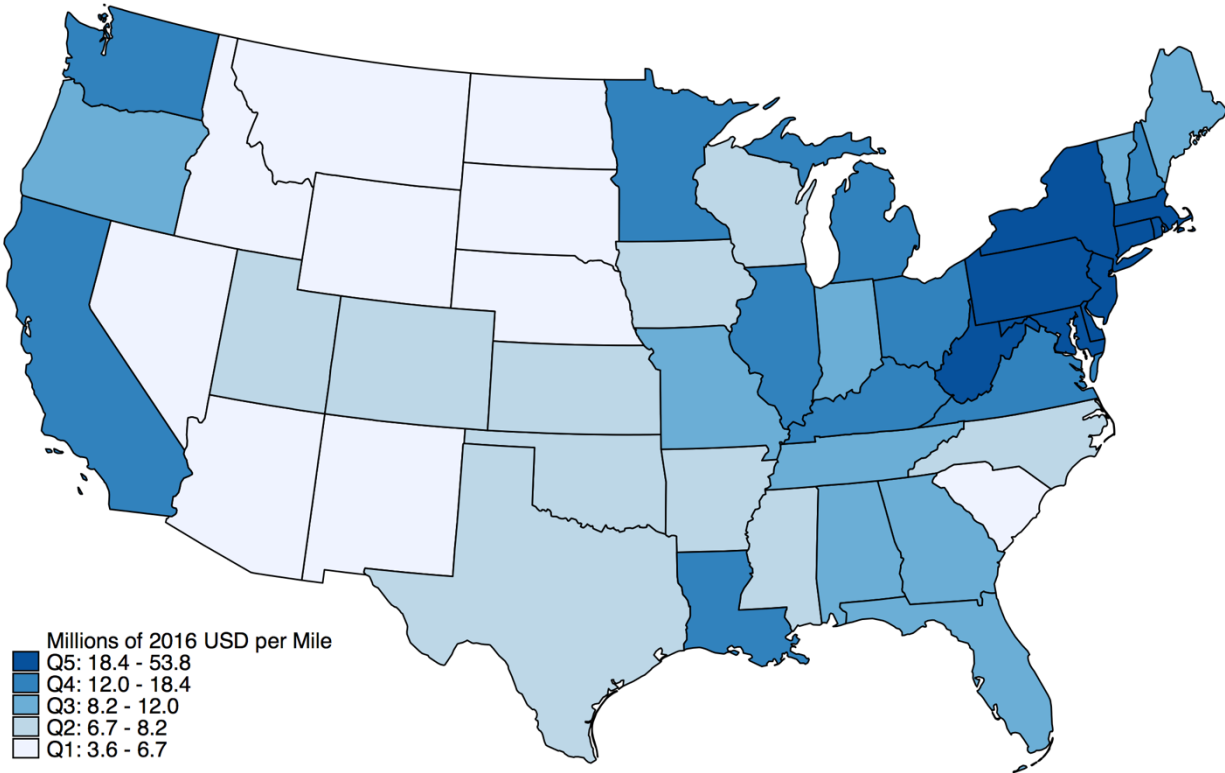 Millions of 2016 USD per Mile
Q5: 18.4 - 53.8
Q4: 12.0 - 18.4
Q3: 8.2 - 12.0
Q2: 6.7 - 8.2
Q1: 3.6 - 6.7